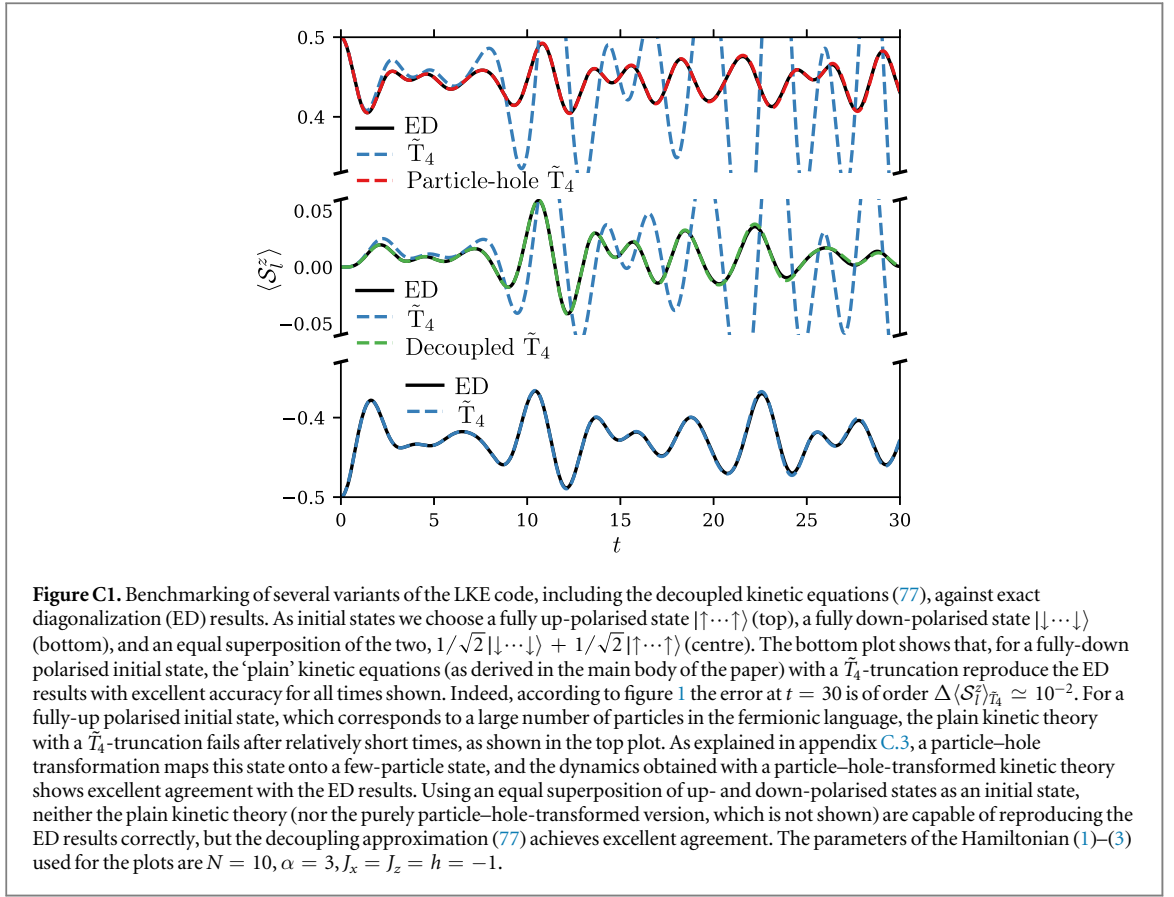 0.5
0.4
ED
T̃₄
Particle-hole T̃₄
0.05
0.00
−0.05
⟨𝒮ₗᶻ⟩
ED
T̃₄
Decoupled T̃₄
ED
T̃₄
−0.4
−0.5
0 5 10 15 20 25 30
t
Figure C1. Benchmarking of several variants of the LKE code, including the decoupled kinetic equations (77), against exact
diagonalization (ED) results. As initial states we choose a fully up-polarised state |↑⋯↑⟩ (top), a fully down-polarised state |↓⋯↓⟩
(bottom), and an equal superposition of the two, 1/√2 |↓⋯↓⟩ + 1/√2 |↑⋯↑⟩ (centre). The bottom plot shows that, for a fully-down
polarised initial state, the ‘plain’ kinetic equations (as derived in the main body of the paper) with a T̃₄-truncation reproduce the ED
results with excellent accuracy for all times shown. Indeed, according to figure 1 the error at t = 30 is of order Δ⟨𝒮ₗᶻ⟩T̃₄ ≃ 10⁻². For a
fully-up polarised initial state, which corresponds to a large number of particles in the fermionic language, the plain kinetic theory
with a T̃₄-truncation fails after relatively short times, as shown in the top plot. As explained in appendix C.3, a particle–hole
transformation maps this state onto a few-particle state, and the dynamics obtained with a particle–hole-transformed kinetic theory
shows excellent agreement with the ED results. Using an equal superposition of up- and down-polarised states as an initial state,
neither the plain kinetic theory (nor the purely particle–hole-transformed version, which is not shown) are capable of reproducing the
ED results correctly, but the decoupling approximation (77) achieves excellent agreement. The parameters of the Hamiltonian (1)–(3)
used for the plots are N = 10, α = 3, Jₓ = J_z = h = −1.